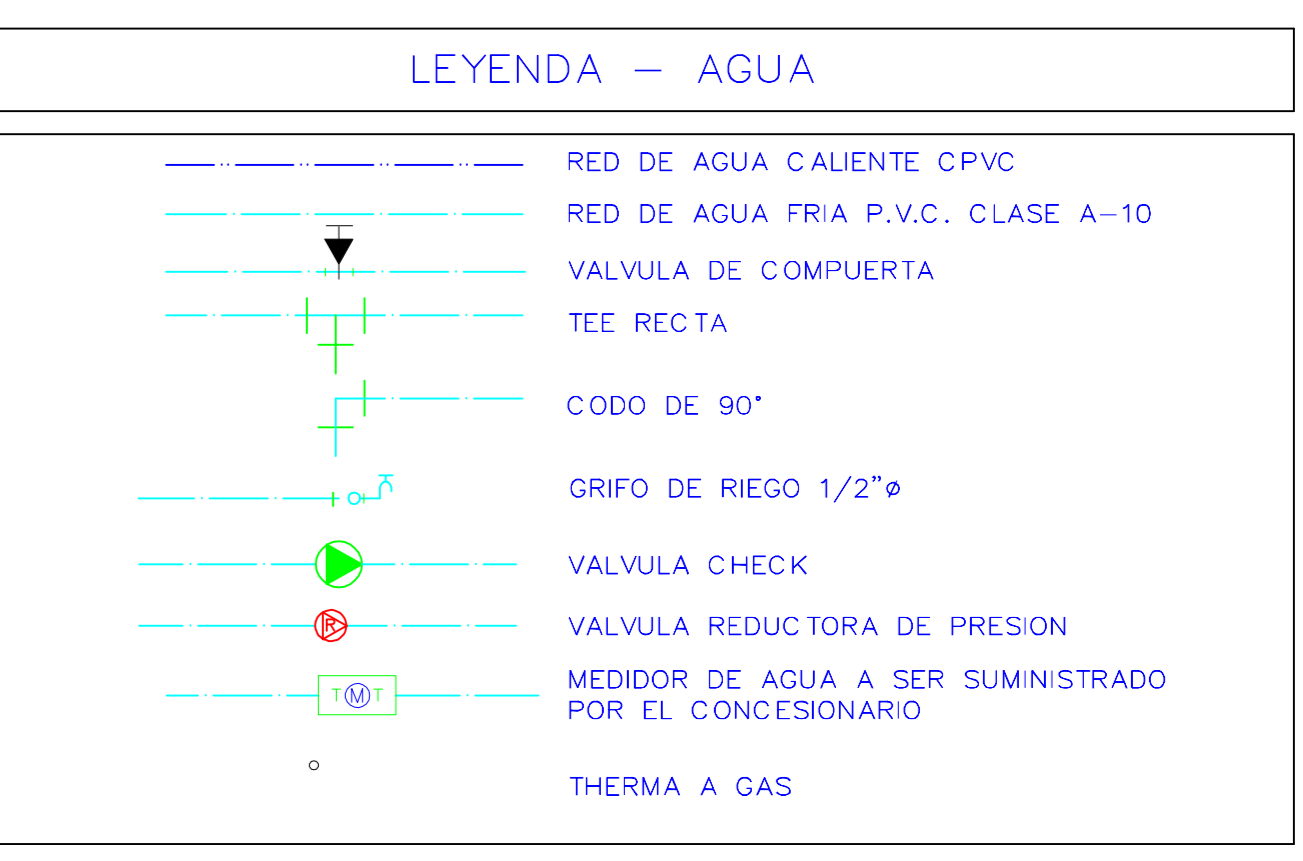 LEYENDA – AGUA
RED DE AGUA CALIENTE CPVC
RED DE AGUA FRIA P.V.C. CLASE A–10
VALVULA DE COMPUERTA
TEE RECTA
CODO DE 90°
GRIFO DE RIEGO 1/2"ø
VALVULA CHECK
R VALVULA REDUCTORA DE PRESION
T M T MEDIDOR DE AGUA A SER SUMINISTRADO
POR EL CONCESIONARIO
THERMA A GAS